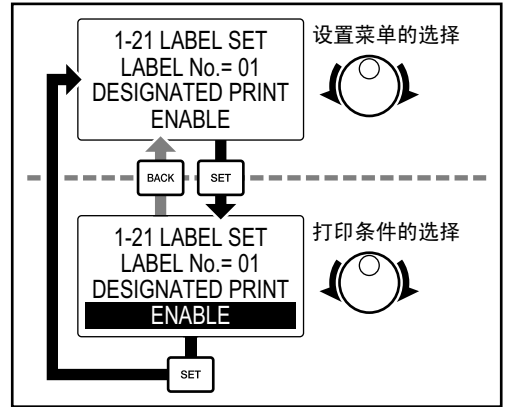 1-21 LABEL SET
LABEL No.= 01
DESIGNATED PRINT
ENABLE
设置菜单的选择
BACK
SET
1-21 LABEL SET
LABEL No.= 01
DESIGNATED PRINT
ENABLE
打印条件的选择
SET